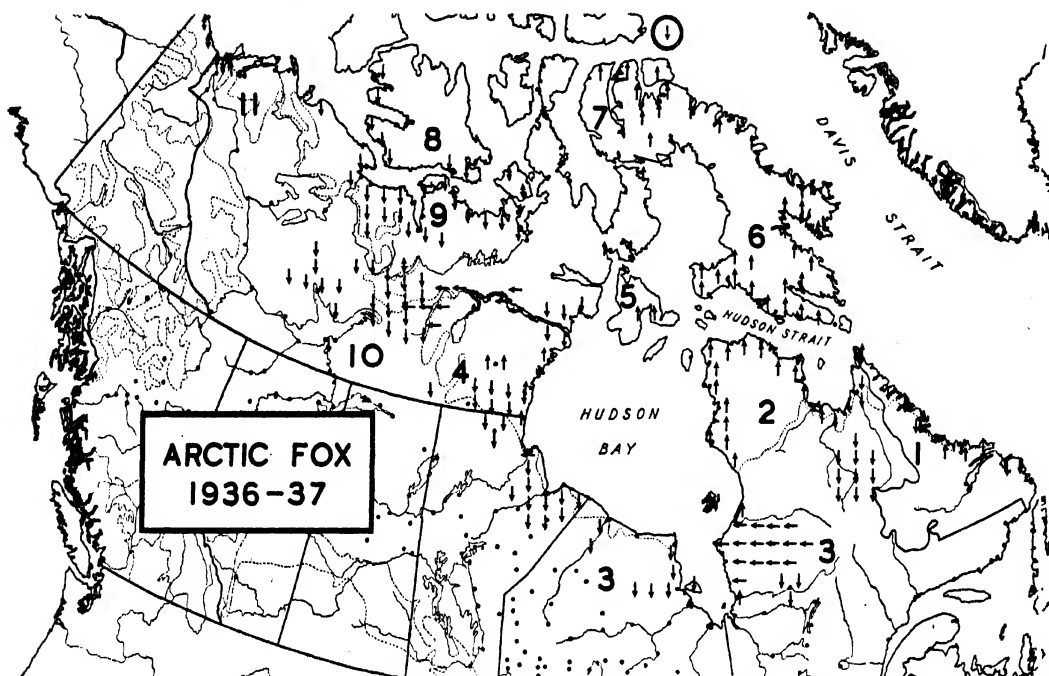 11
8
7
DAVIS
STRAIT
9
6
5
HUDSON STRAIT
10
4
HUDSON
BAY
2
1
ARCTIC FOX
1936-37
3
3